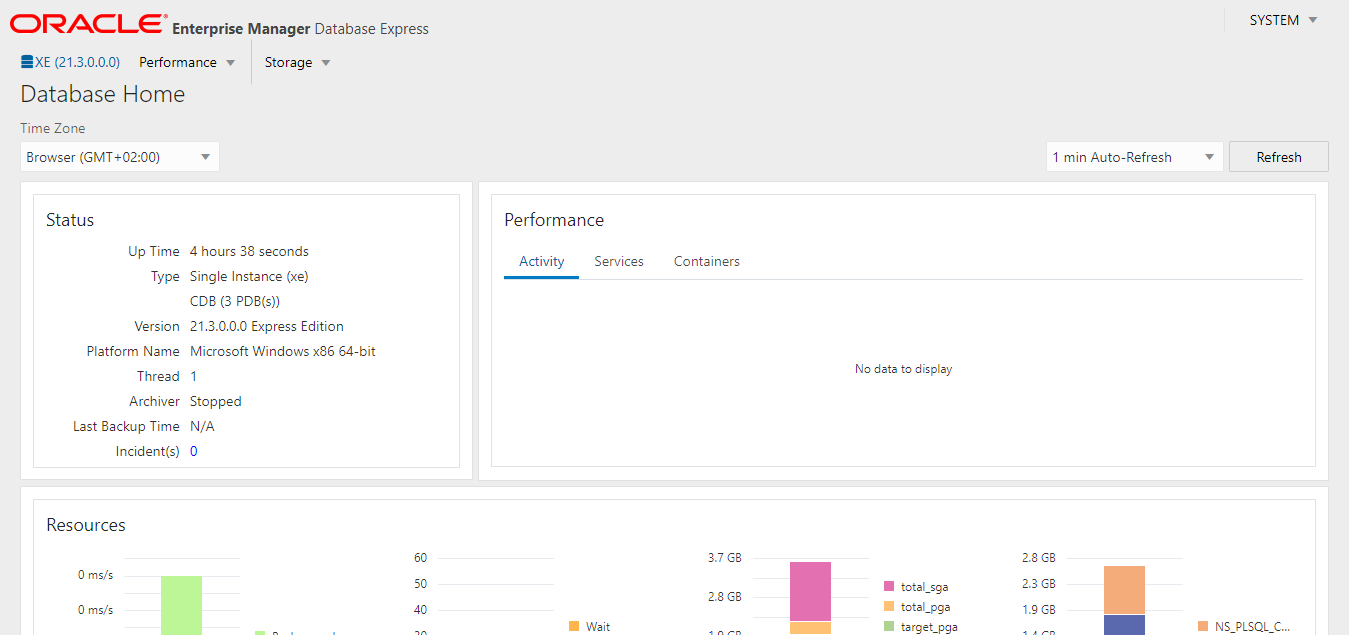 ORACLE Enterprise Manager Database Express
SYSTEM
XE (21.3.0.0.0) Performance Storage
Database Home
Time Zone
Browser (GMT+02:00)
1 min Auto-Refresh
Refresh
Status
Up Time 4 hours 38 seconds
Type Single Instance (xe)
CDB (3 PDB(s))
Version 21.3.0.0.0 Express Edition
Platform Name Microsoft Windows x86 64-bit
Thread 1
Archiver Stopped
Last Backup Time N/A
Incident(s) 0
Performance
Activity Services Containers
No data to display
Resources
0 ms/s
0 ms/s
60
50
40
Wait
3.7 GB
2.8 GB
total_sga
total_pga
target_pga
2.8 GB
2.3 GB
1.9 GB
NS_PLSQL_C...